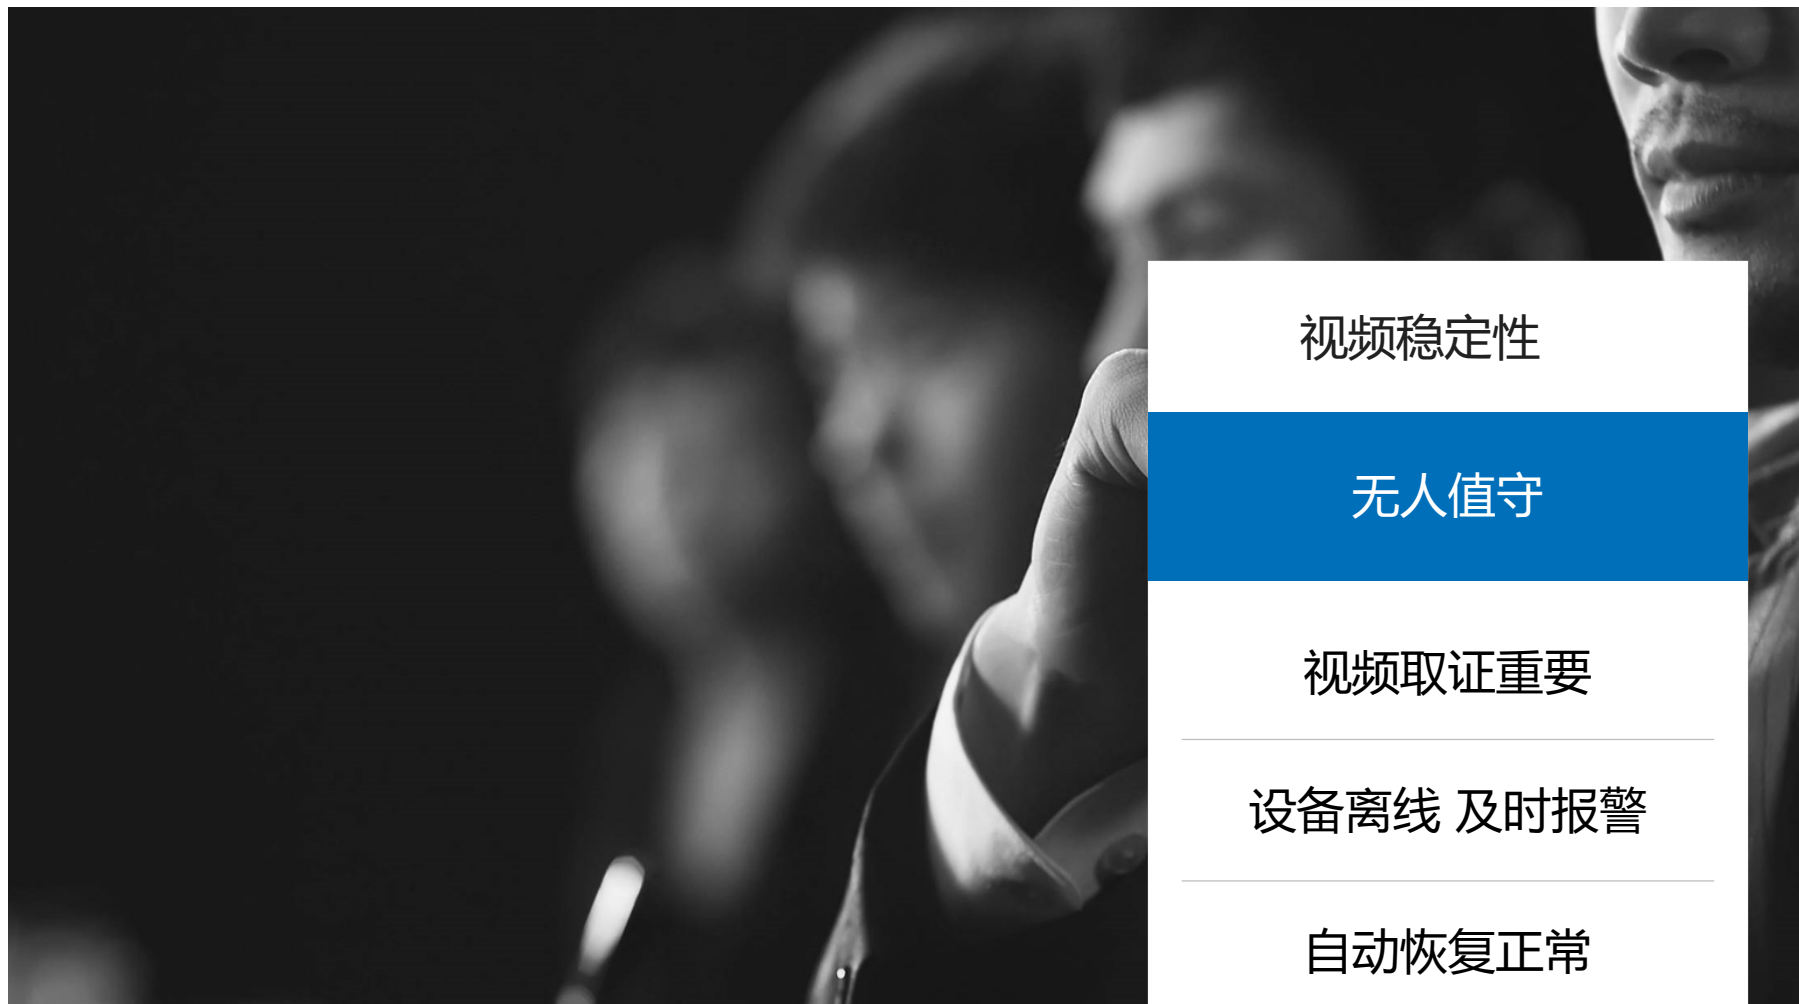 视频稳定性
无人值守
视频取证重要
设备离线 及时报警
自动恢复正常